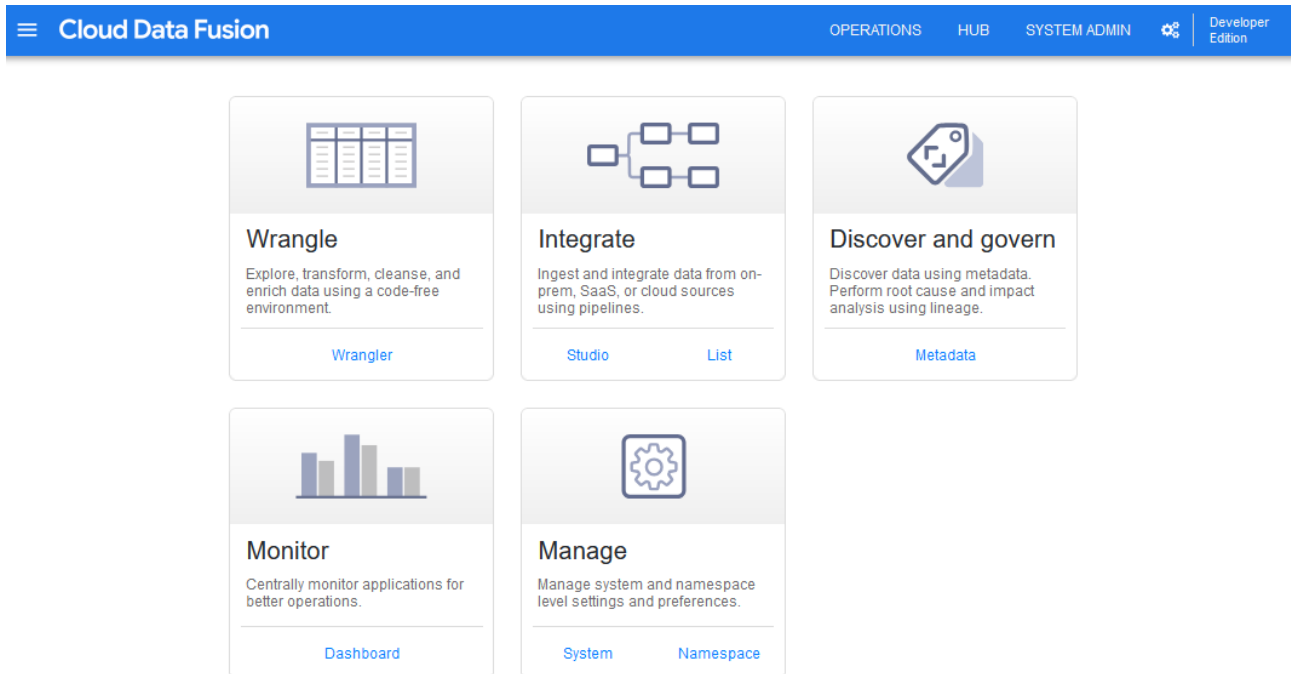 Cloud Data Fusion
OPERATIONS HUB SYSTEM ADMIN Developer
Edition
Wrangle
Explore, transform, cleanse, and
enrich data using a code-free
environment.
Wrangler
Integrate
Ingest and integrate data from on-
prem, SaaS, or cloud sources
using pipelines.
Studio List
Discover and govern
Discover data using metadata.
Perform root cause and impact
analysis using lineage.
Metadata
Monitor
Centrally monitor applications for
better operations.
Dashboard
Manage
Manage system and namespace
level settings and preferences.
System Namespace